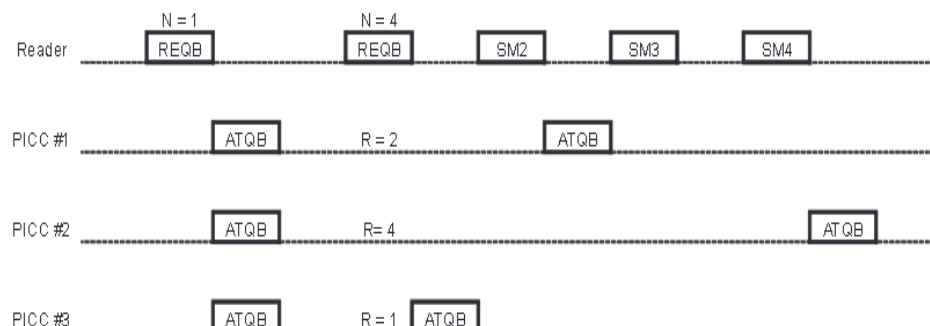 N = 1 N = 4
Reader REQB REQB SM2 SM3 SM4
PICC #1 ATQB R = 2 ATQB
PICC #2 ATQB R= 4 ATQB
PICC #3 ATQB R = 1 ATQB